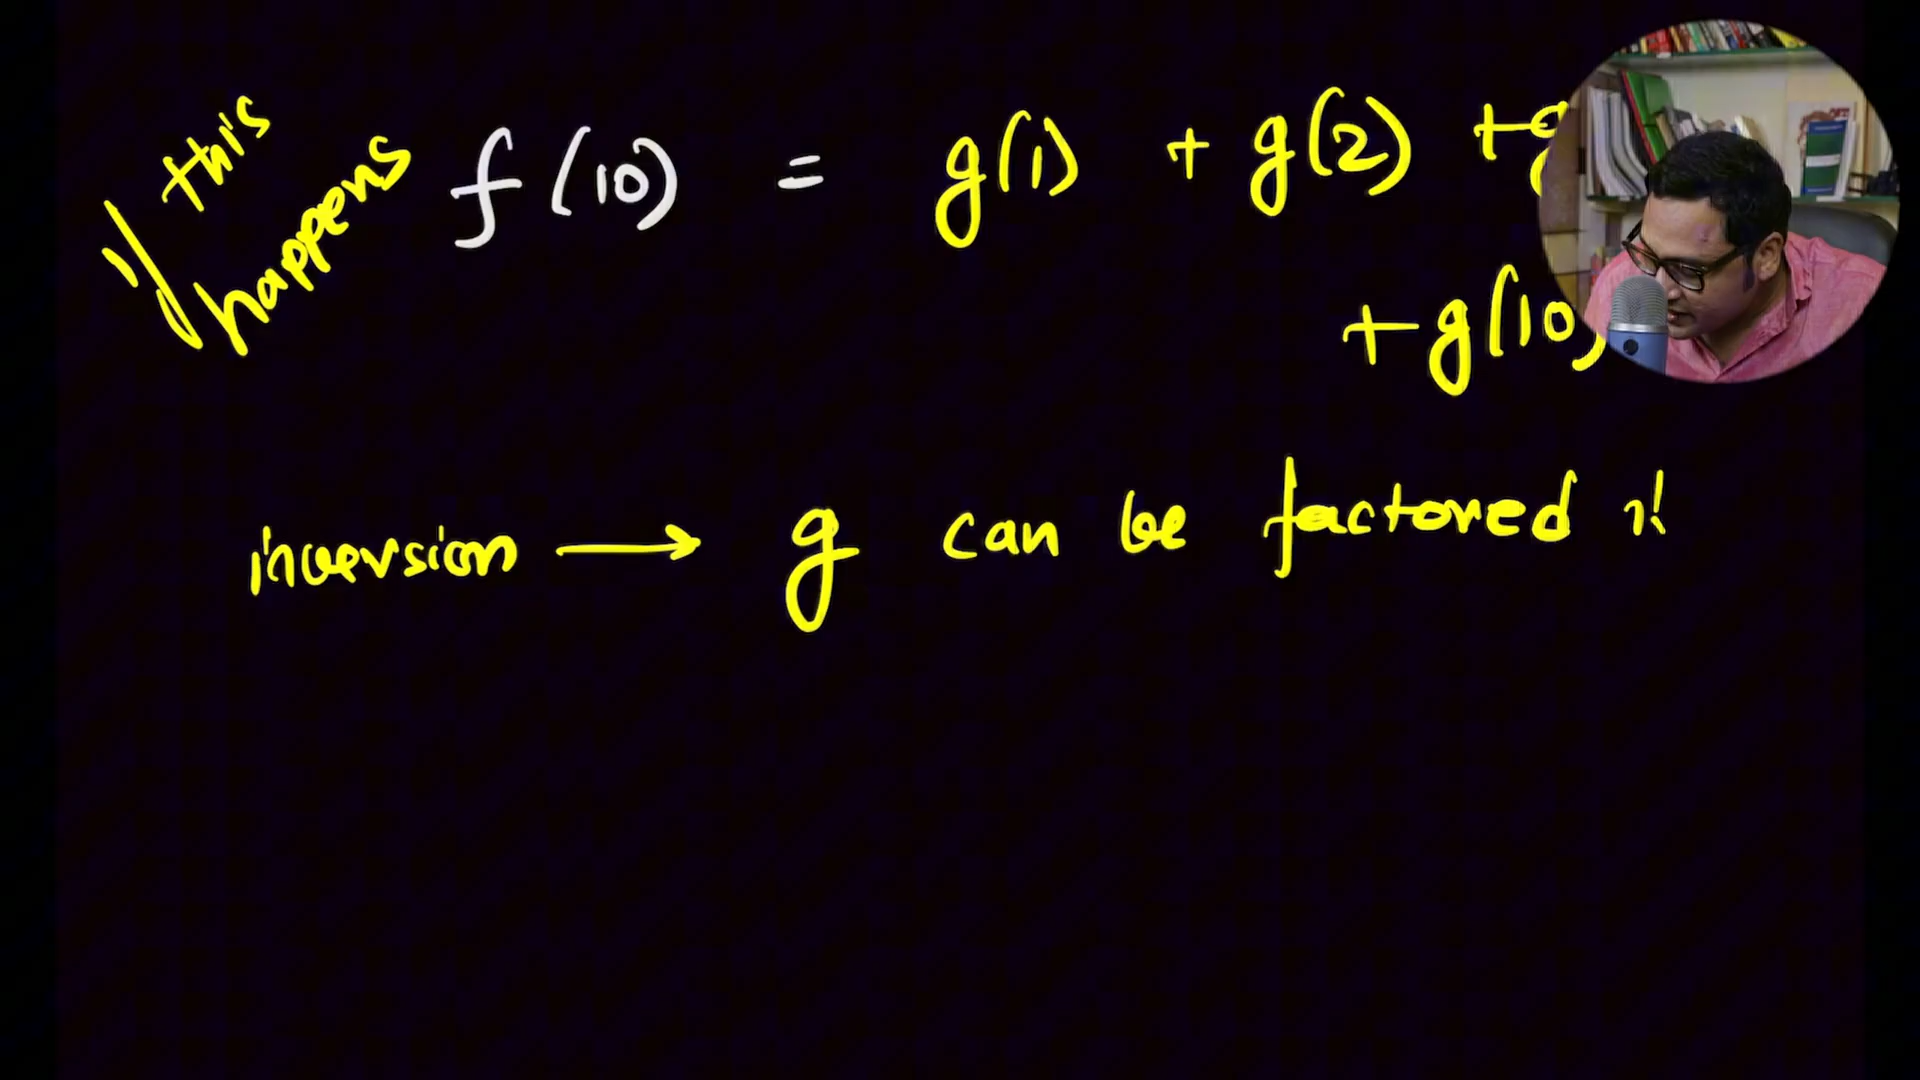 if this happens
f(10) = g(1) + g(2) +
+ g(10)
inversion → g can be factored